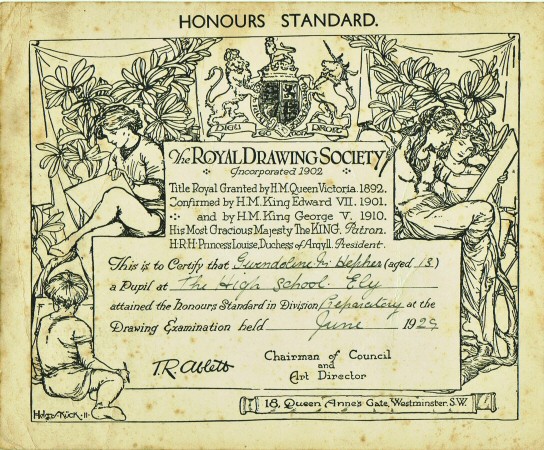 HONOURS STANDARD.
DIEU DROIT
The ROYAL DRAWING SOCIETY
Incorporated 1902
Title Royal Granted by H.M. Queen Victoria. 1892.
Confirmed by H.M. King Edward VII. 1901.
and by H.M. King George V. 1910.
His Most Gracious Majesty The KING. Patron.
H.R.H: Princess Louise, Duchess of Argyll. President.
This is to Certify that Gwendoline M. Hepher (aged 13)
a Pupil at The High School. Ely
attained the Honours Standard in Division Preparatory at the
Drawing Examination held June 1929
T.R. Ablett
Chairman of Council
and
Art Director
18, Queen Anne's Gate, Westminster. S.W.